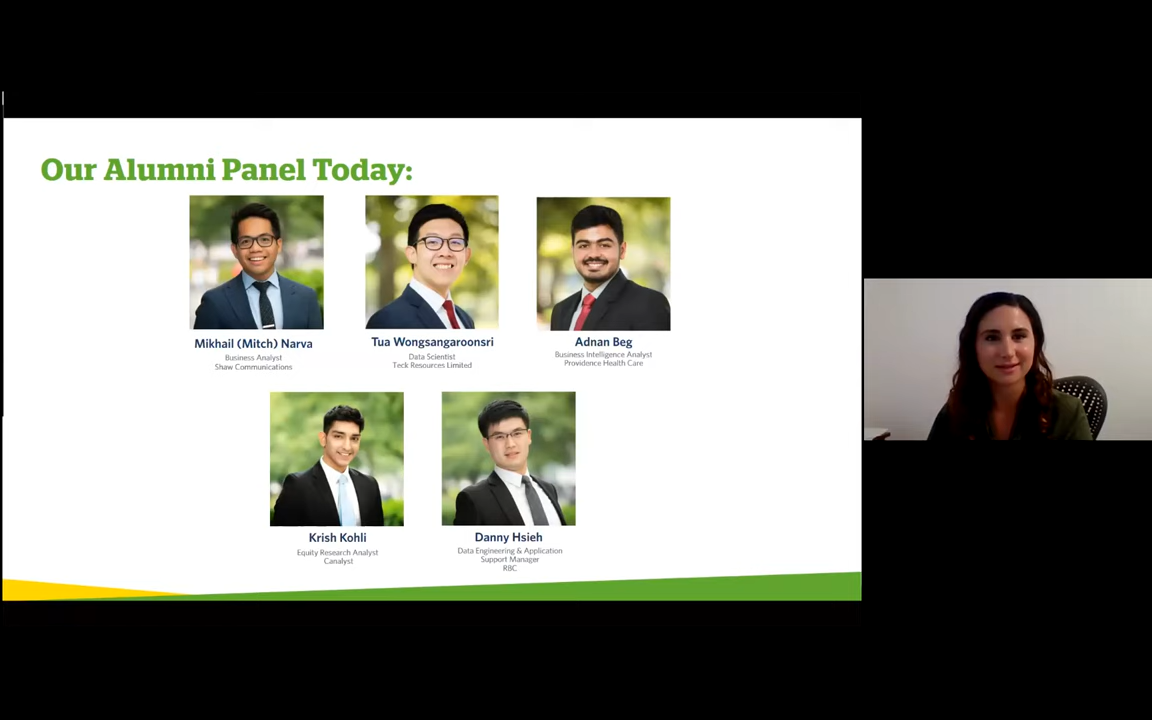 Our Alumni Panel Today:
Mikhail (Mitch) Narva
Business Analyst
Shaw Communications
Tua Wongsangaroonsri
Data Scientist
Teck Resources Limited
Adnan Beg
Business Intelligence Analyst
Providence Health Care
Krish Kohli
Equity Research Analyst
Canalyst
Danny Hsieh
Data Engineering & Application
Support Manager
RBC